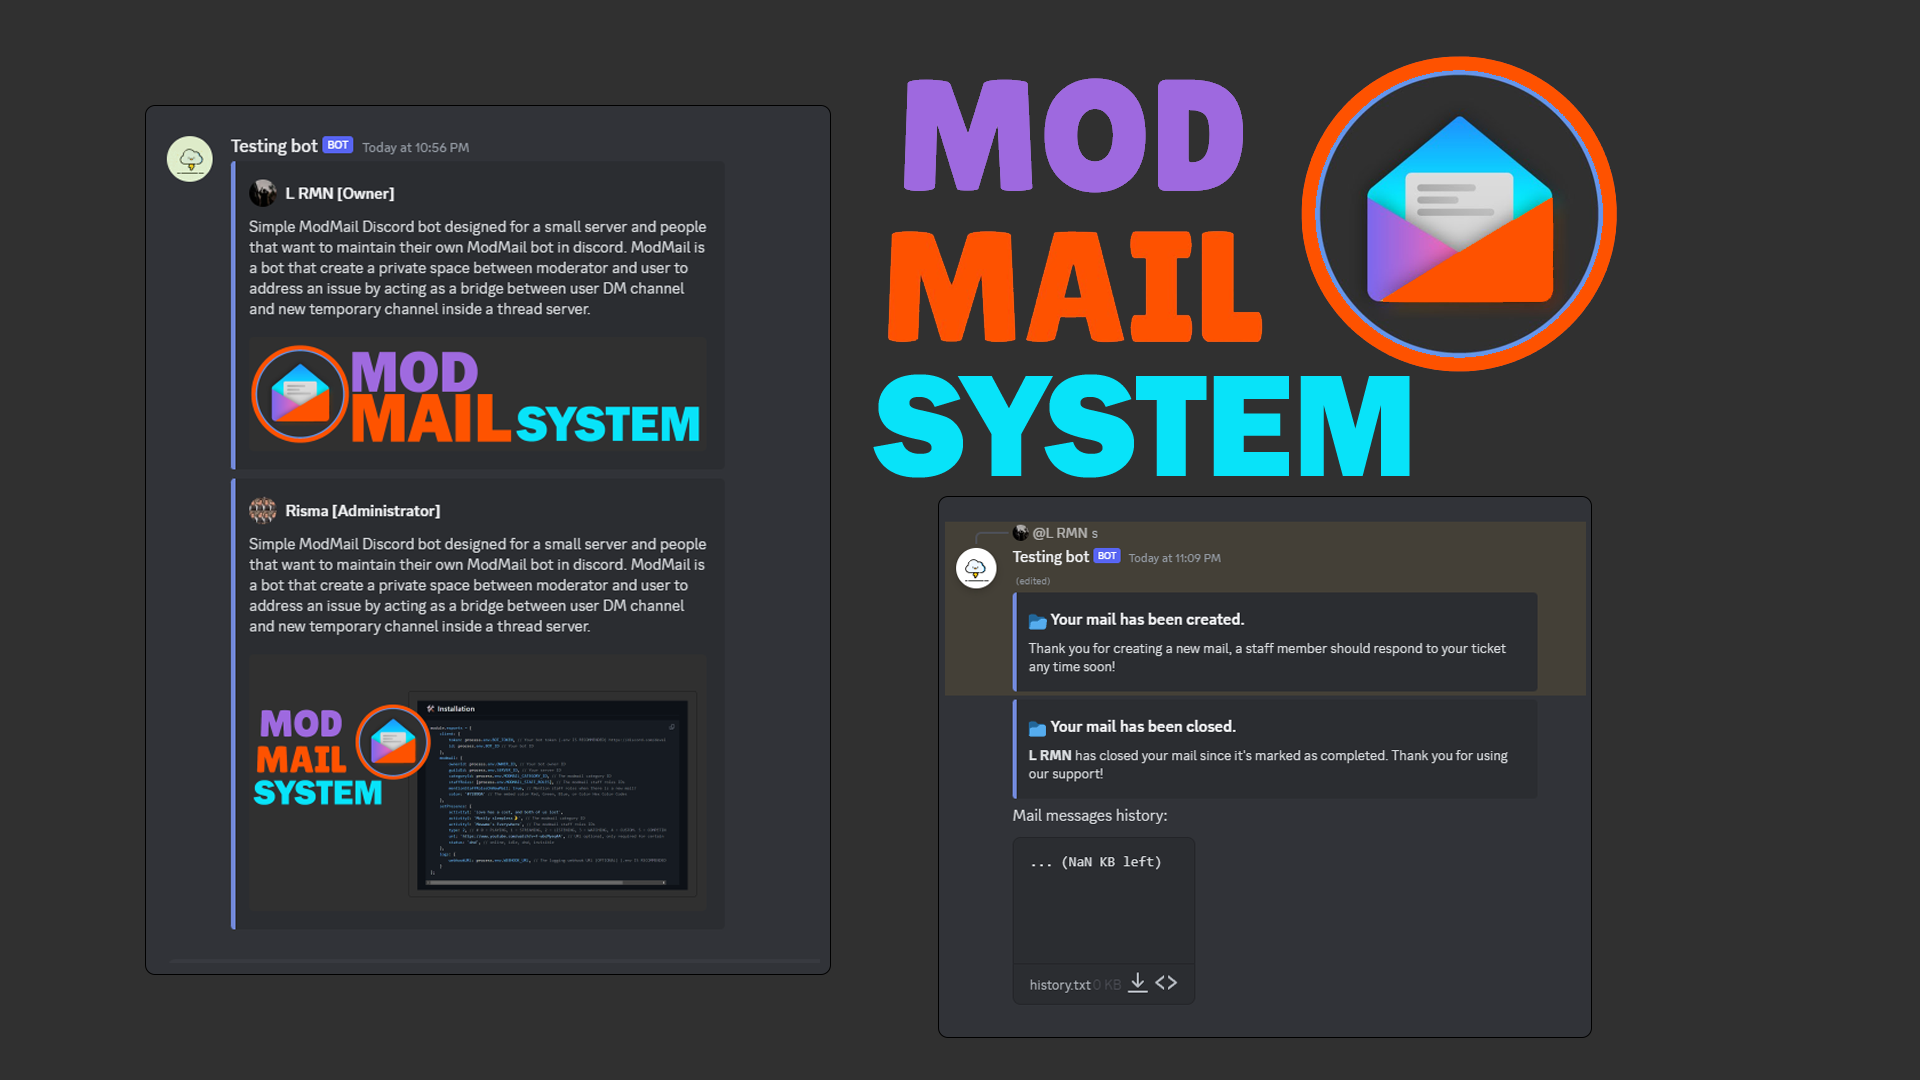 Testing bot BOT Today at 10:56 PM
L RMN [Owner]
Simple ModMail Discord bot designed for a small server and people
that want to maintain their own ModMail bot in discord. ModMail is
a bot that create a private space between moderator and user to
address an issue by acting as a bridge between user DM channel
and new temporary channel inside a thread server.
MOD
MAIL SYSTEM
Risma [Administrator]
Simple ModMail Discord bot designed for a small server and people
that want to maintain their own ModMail bot in discord. ModMail is
a bot that create a private space between moderator and user to
address an issue by acting as a bridge between user DM channel
and new temporary channel inside a thread server.
MOD
MAIL
SYSTEM
Installation
MOD
MAIL
SYSTEM
@L RMN s
Testing bot BOT Today at 11:09 PM
(edited)
Your mail has been created.
Thank you for creating a new mail, a staff member should respond to your ticket
any time soon!
Your mail has been closed.
L RMN has closed your mail since it's marked as completed. Thank you for using
our support!
Mail messages history:
... (NaN KB left)
history.txt 0 KB